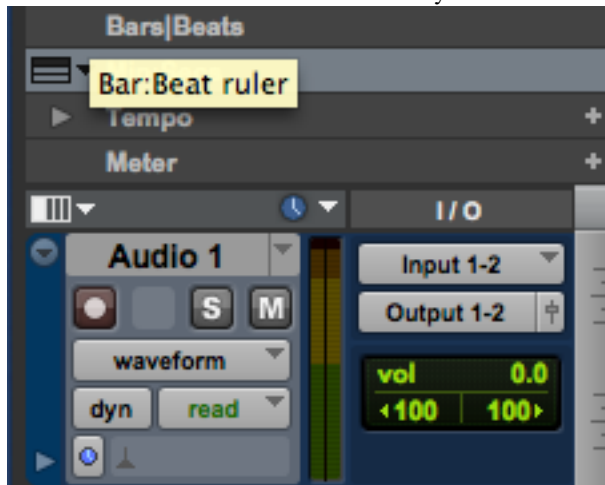 Bars|Beats
Bar:Beat ruler
Tempo
Meter
I / O
Audio 1
Input 1-2
S M
Output 1-2
waveform
vol 0.0
dyn read
100 100